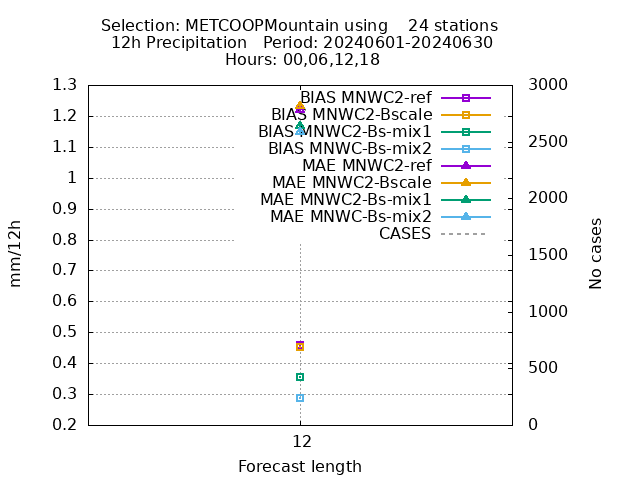 Selection: METCOOPMountain using    24 stations
12h Precipitation   Period: 20240601-20240630
Hours: 00,06,12,18
1.3
1.2
1.1
1
0.9
0.8
0.7
0.6
0.5
0.4
0.3
0.2
mm/12h
BIAS MNWC2-ref
BIAS MNWC2-Bscale
BIAS MNWC2-Bs-mix1
BIAS MNWC-Bs-mix2
MAE MNWC2-ref
MAE MNWC2-Bscale
MAE MNWC2-Bs-mix1
MAE MNWC-Bs-mix2
CASES
3000
2500
2000
1500
1000
500
0
No cases
12
Forecast length